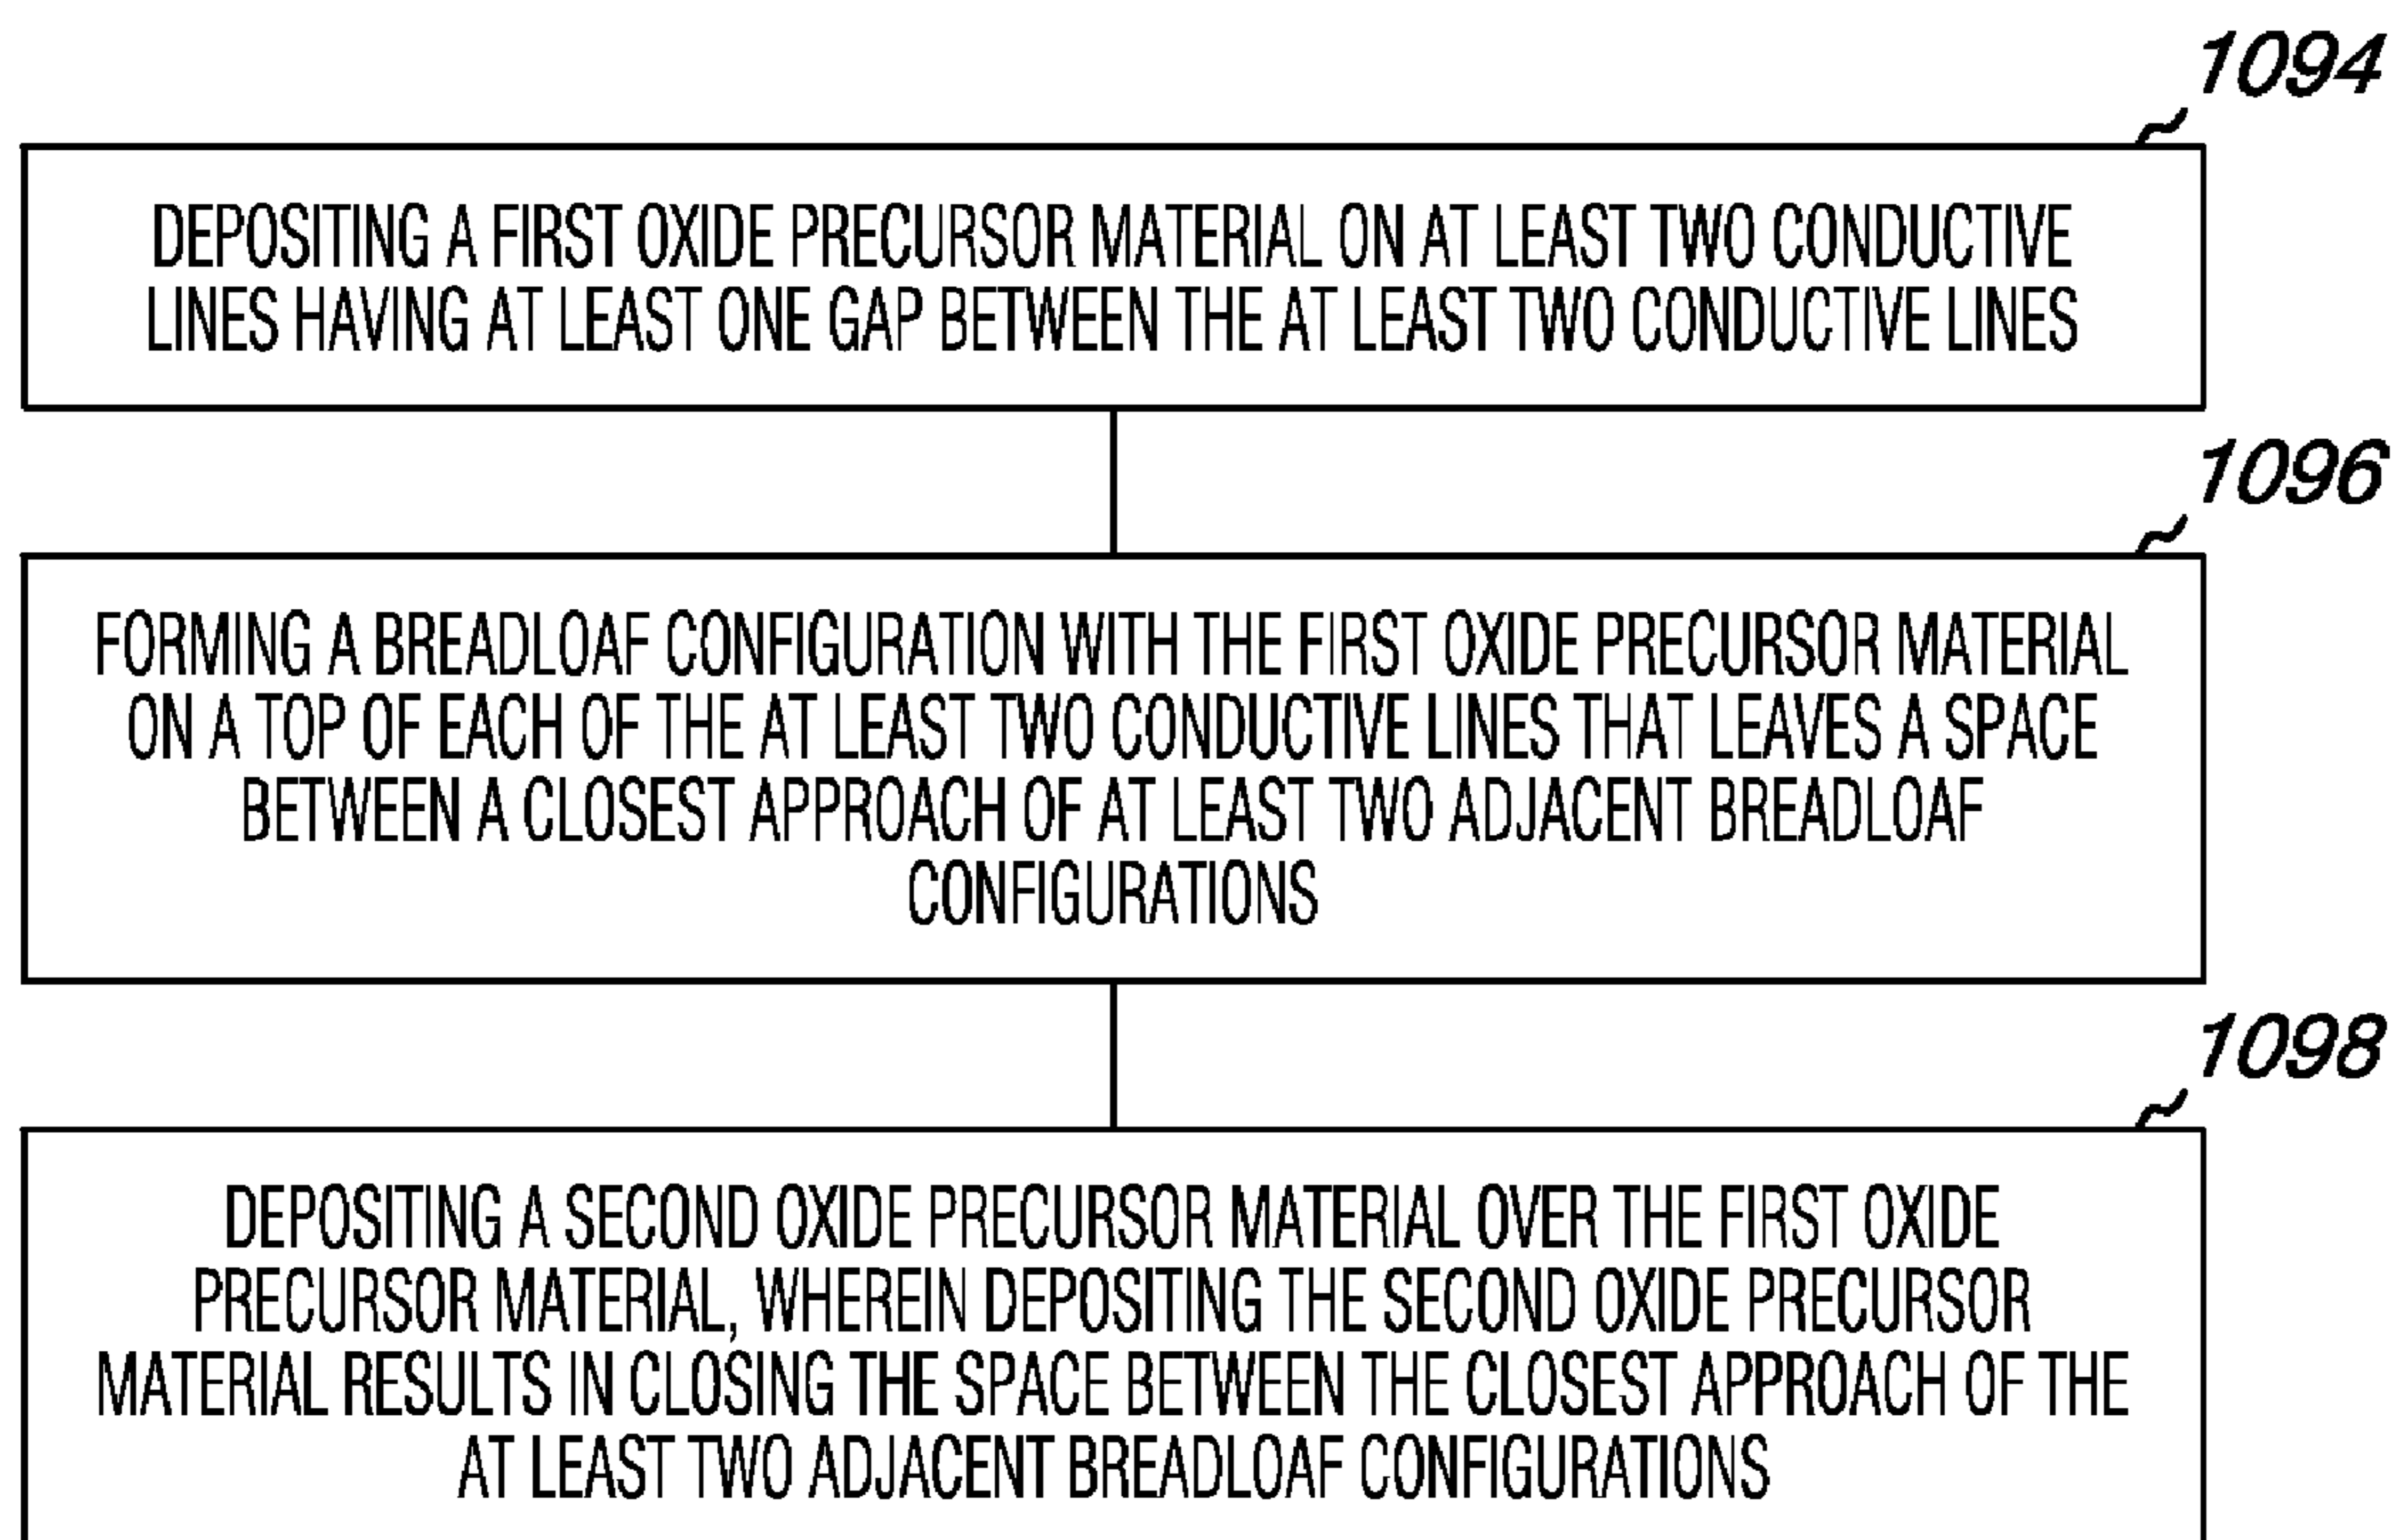 1094
DEPOSITING A FIRST OXIDE PRECURSOR MATERIAL ON AT LEAST TWO CONDUCTIVE
LINES HAVING AT LEAST ONE GAP BETWEEN THE AT LEAST TWO CONDUCTIVE LINES
1096
FORMING A BREADLOAF CONFIGURATION WITH THE FIRST OXIDE PRECURSOR MATERIAL
ON A TOP OF EACH OF THE AT LEAST TWO CONDUCTIVE LINES THAT LEAVES A SPACE
BETWEEN A CLOSEST APPROACH OF AT LEAST TWO ADJACENT BREADLOAF
CONFIGURATIONS
1098
DEPOSITING A SECOND OXIDE PRECURSOR MATERIAL OVER THE FIRST OXIDE
PRECURSOR MATERIAL, WHEREIN DEPOSITING THE SECOND OXIDE PRECURSOR
MATERIAL RESULTS IN CLOSING THE SPACE BETWEEN THE CLOSEST APPROACH OF THE
AT LEAST TWO ADJACENT BREADLOAF CONFIGURATIONS